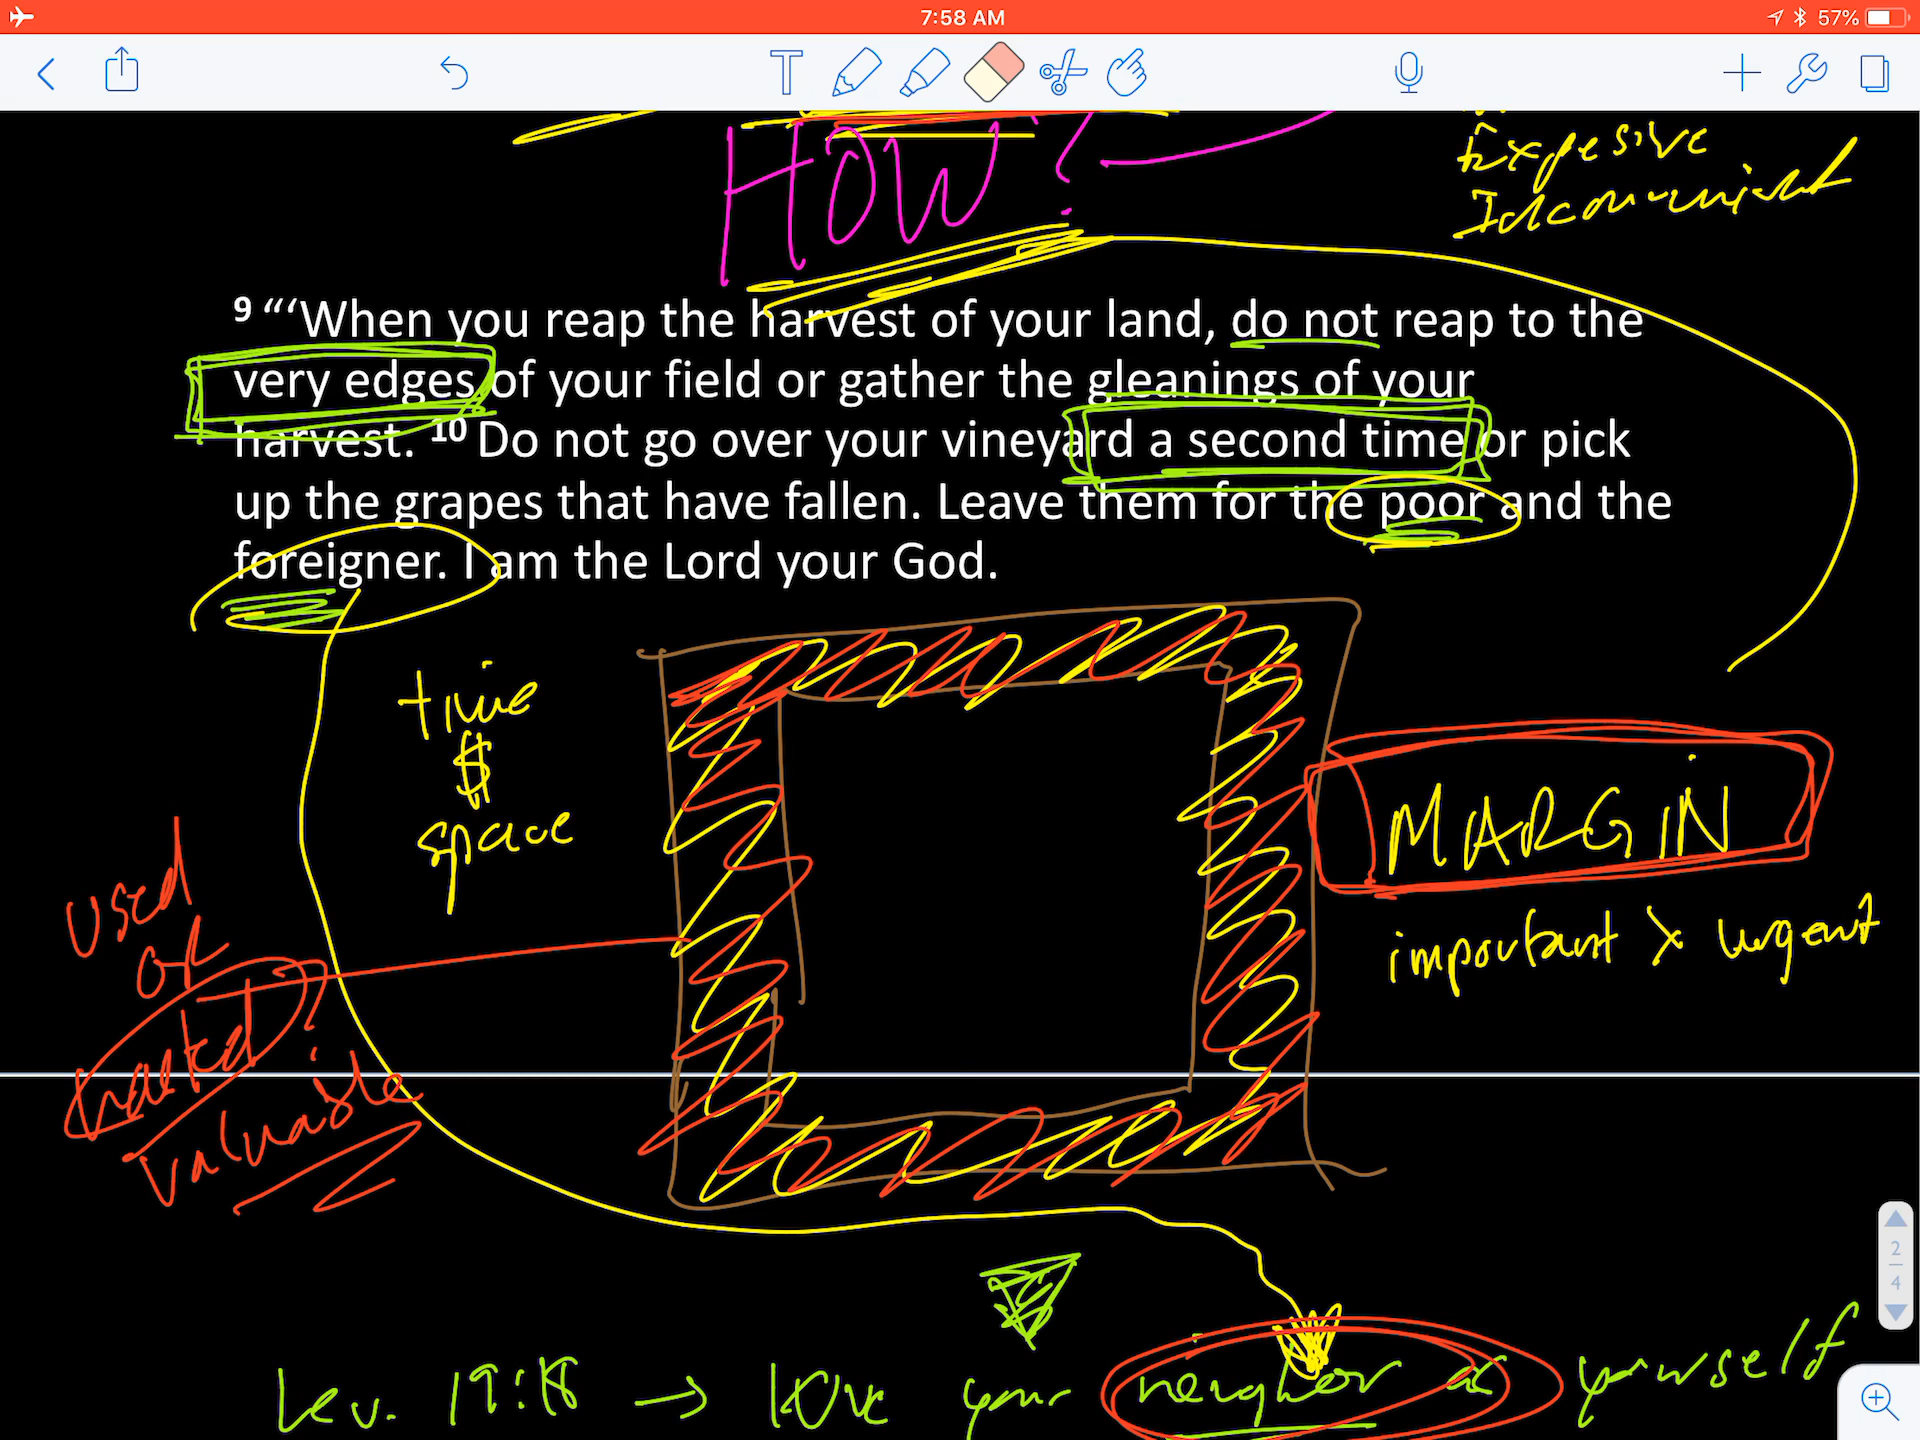 7:58 AM
57%
T
How?
Expesive
9 “‘When you reap the harvest of your land, do not reap to the
very edges of your field or gather the gleanings of your
harvest. 10 Do not go over your vineyard a second time or pick
up the grapes that have fallen. Leave them for the poor and the
foreigner. I am the Lord your God.
time
$
space
MARGIN
important > urgent
used
or
valuable
2
4
Lev. 19:18 → love your neighbor as yourself